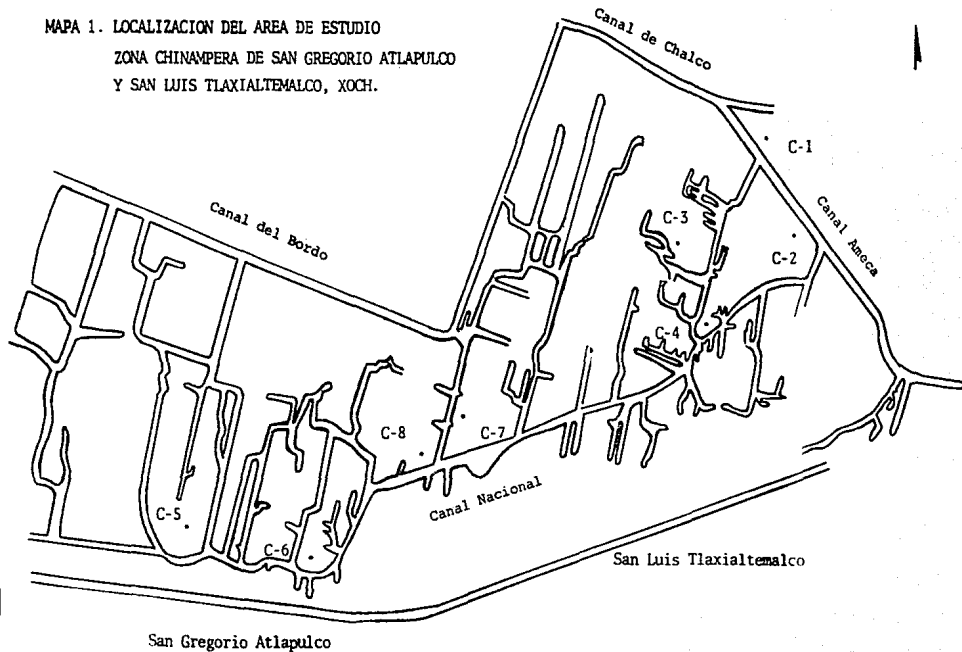 MAPA 1. LOCALIZACION DEL AREA DE ESTUDIO
ZONA CHINAMPERA DE SAN GREGORIO ATLAPULCO
Y SAN LUIS TLAXIALTEMALCO, XOCH.
Canal de Chalco
C-1
Canal Ameca
Canal del Bordo
C-3
C-2
C-4
C-8
C-7
Canal Nacional
C-5
C-6
San Luis Tlaxialtemalco
San Gregorio Atlapulco